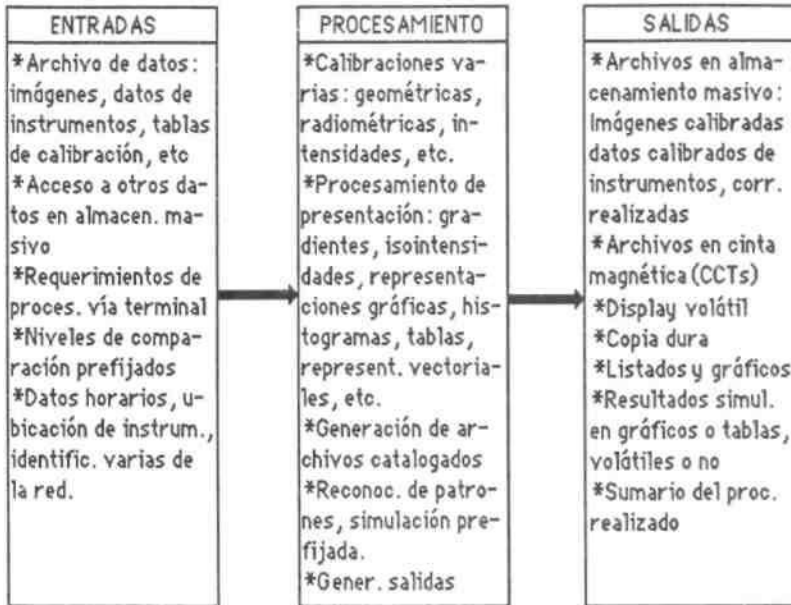 ENTRADAS
*Archivo de datos:
imágenes, datos de
instrumentos, tablas
de calibración, etc
*Acceso a otros da-
tos en almacen. ma-
sivo
*Requerimientos de
proces. vía terminal
*Niveles de compa-
ración prefijados
*Datos horarios, u-
bicación de instrum.,
identific. varias de
la red.
PROCESAMIENTO
*Calibraciones va-
rias: geométricas,
radiométricas, in-
tensidades, etc.
*Procesamiento de
presentación: gra-
dientes, isointensi-
dades, representa-
ciones gráficas, his-
togramas, tablas,
represent. vectoria-
les, etc.
*Generación de ar-
chivos catalogados
*Reconoc. de patro-
nes, simulación pre-
fijada.
*Gener. salidas
SALIDAS
*Archivos en alma-
cenamiento masivo:
Imágenes calibradas
datos calibrados de
instrumentos, corr.
realizadas
*Archivos en cinta
magnética (CCTs)
*Display volátil
*Copia dura
*Listados y gráficos
*Resultados simul.
en gráficos o tablas,
volátiles o no
*Sumario del proc.
realizado